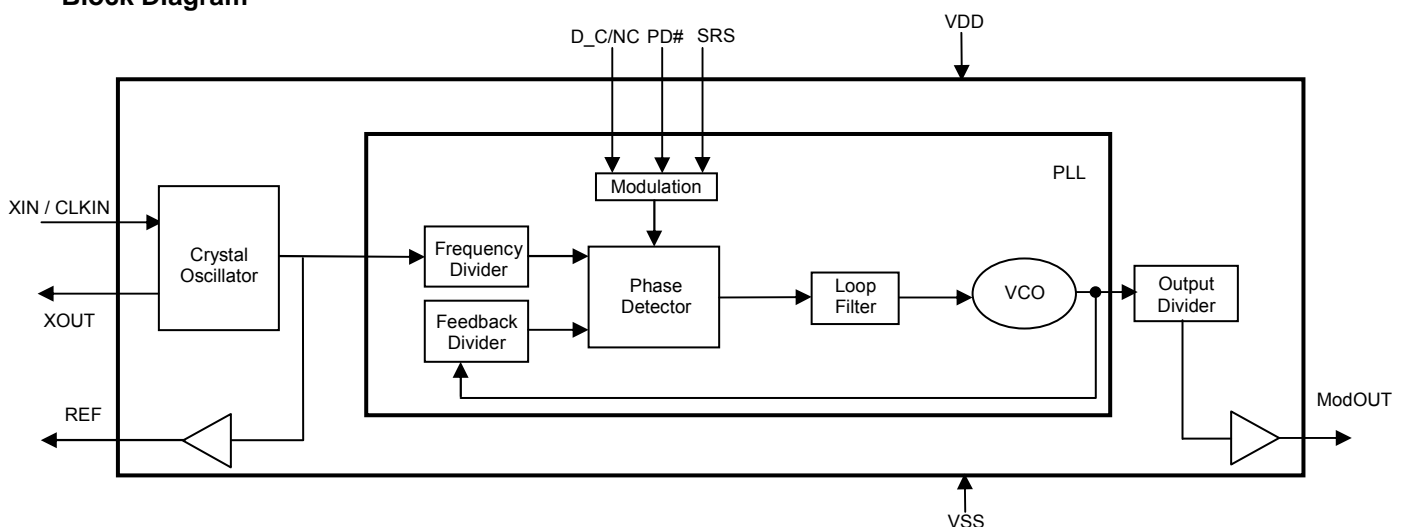 Block Diagram
VDD
D_C/NC PD# SRS
PLL
Modulation
XIN / CLKIN
Crystal
Oscillator
Frequency
Divider
Phase
Detector
Loop
Filter
VCO
Output
Divider
XOUT
Feedback
Divider
REF
ModOUT
VSS